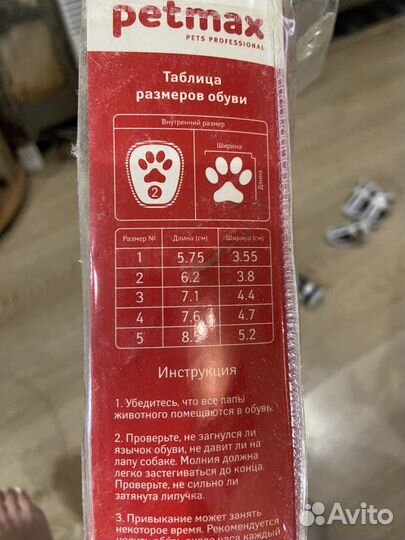 petmax
PETS PROFESSIONAL
Таблица
размеров обуви
Внутренний размер
Ширина
Длина
2
Размер № Длина (см) Ширина (см)
1 5.75 3.55
2 6.2 3.8
3 7.1 4.4
4 7.6 4.7
5 5.2
Инструкция
1. Убедитесь, что все лапы
животного помещаются в обувь.
2. Проверьте, не загнулся ли
язычок обуви, не давит ли на
лапу собаке. Молния должна
легко застегиваться до конца.
Проверьте, не сильно ли
затянута липучка.
3. Привыкание может занять
некоторое время. Рекомендуется
часа каждый
Avito